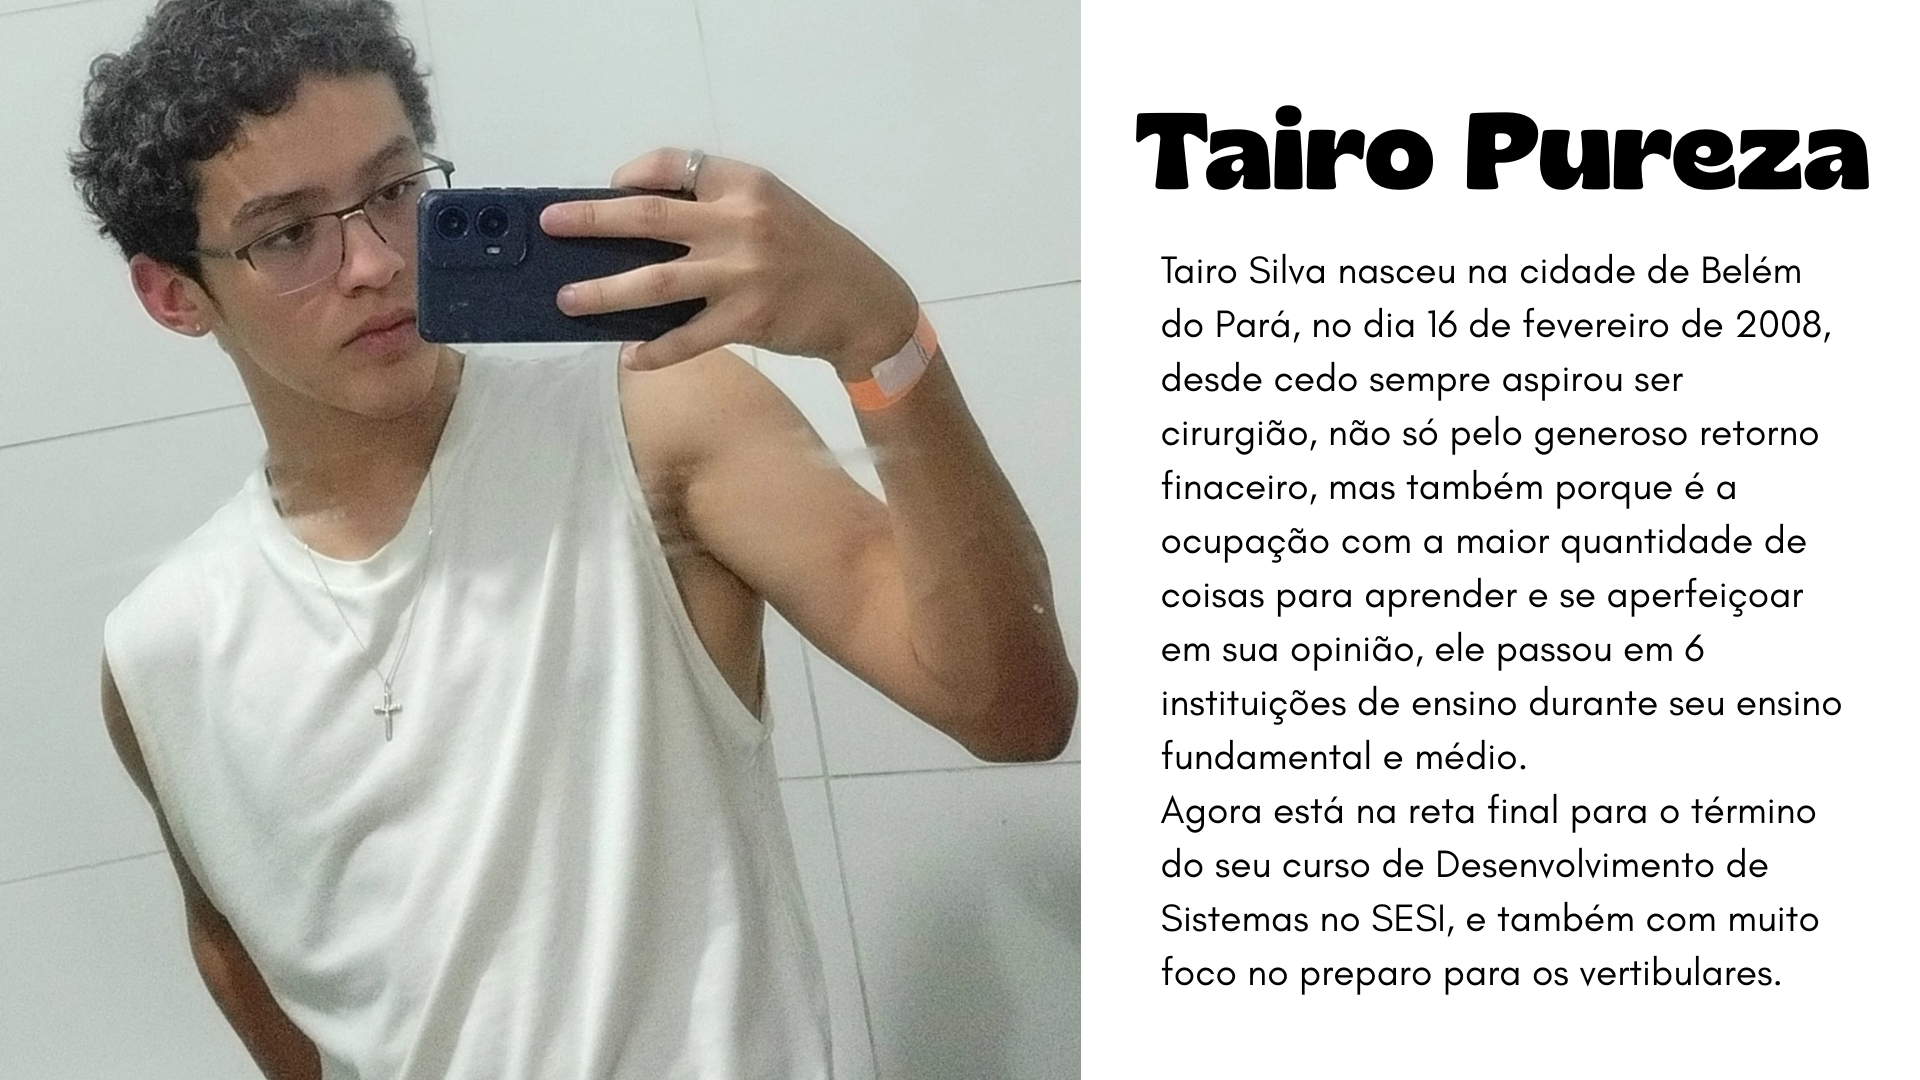 Tairo Pureza
Tairo Silva nasceu na cidade de Belém
do Pará, no dia 16 de fevereiro de 2008,
desde cedo sempre aspirou ser
cirurgião, não só pelo generoso retorno
finaceiro, mas também porque é a
ocupação com a maior quantidade de
coisas para aprender e se aperfeiçoar
em sua opinião, ele passou em 6
instituições de ensino durante seu ensino
fundamental e médio.
Agora está na reta final para o término
do seu curso de Desenvolvimento de
Sistemas no SESI, e também com muito
foco no preparo para os vertibulares.